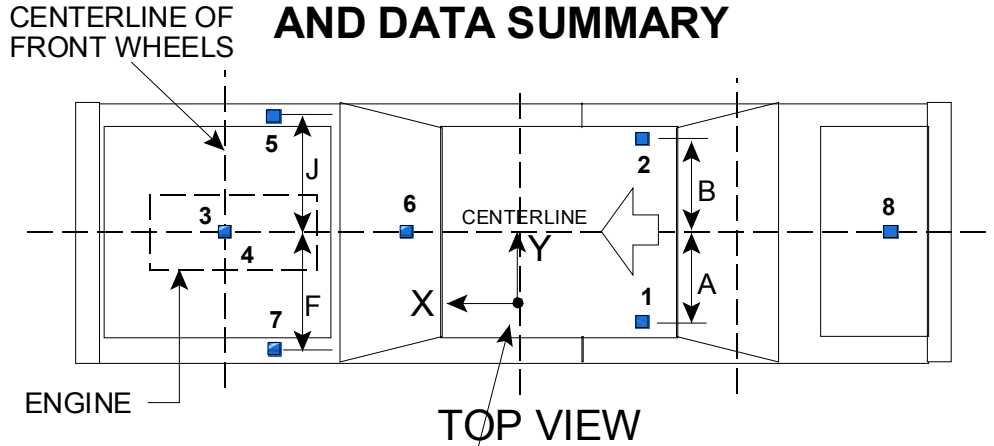 CENTERLINE OF
FRONT WHEELS
AND DATA SUMMARY
5
J
2
B
3
6
CENTERLINE
8
4
Y
F
X
A
7
1
ENGINE
TOP VIEW